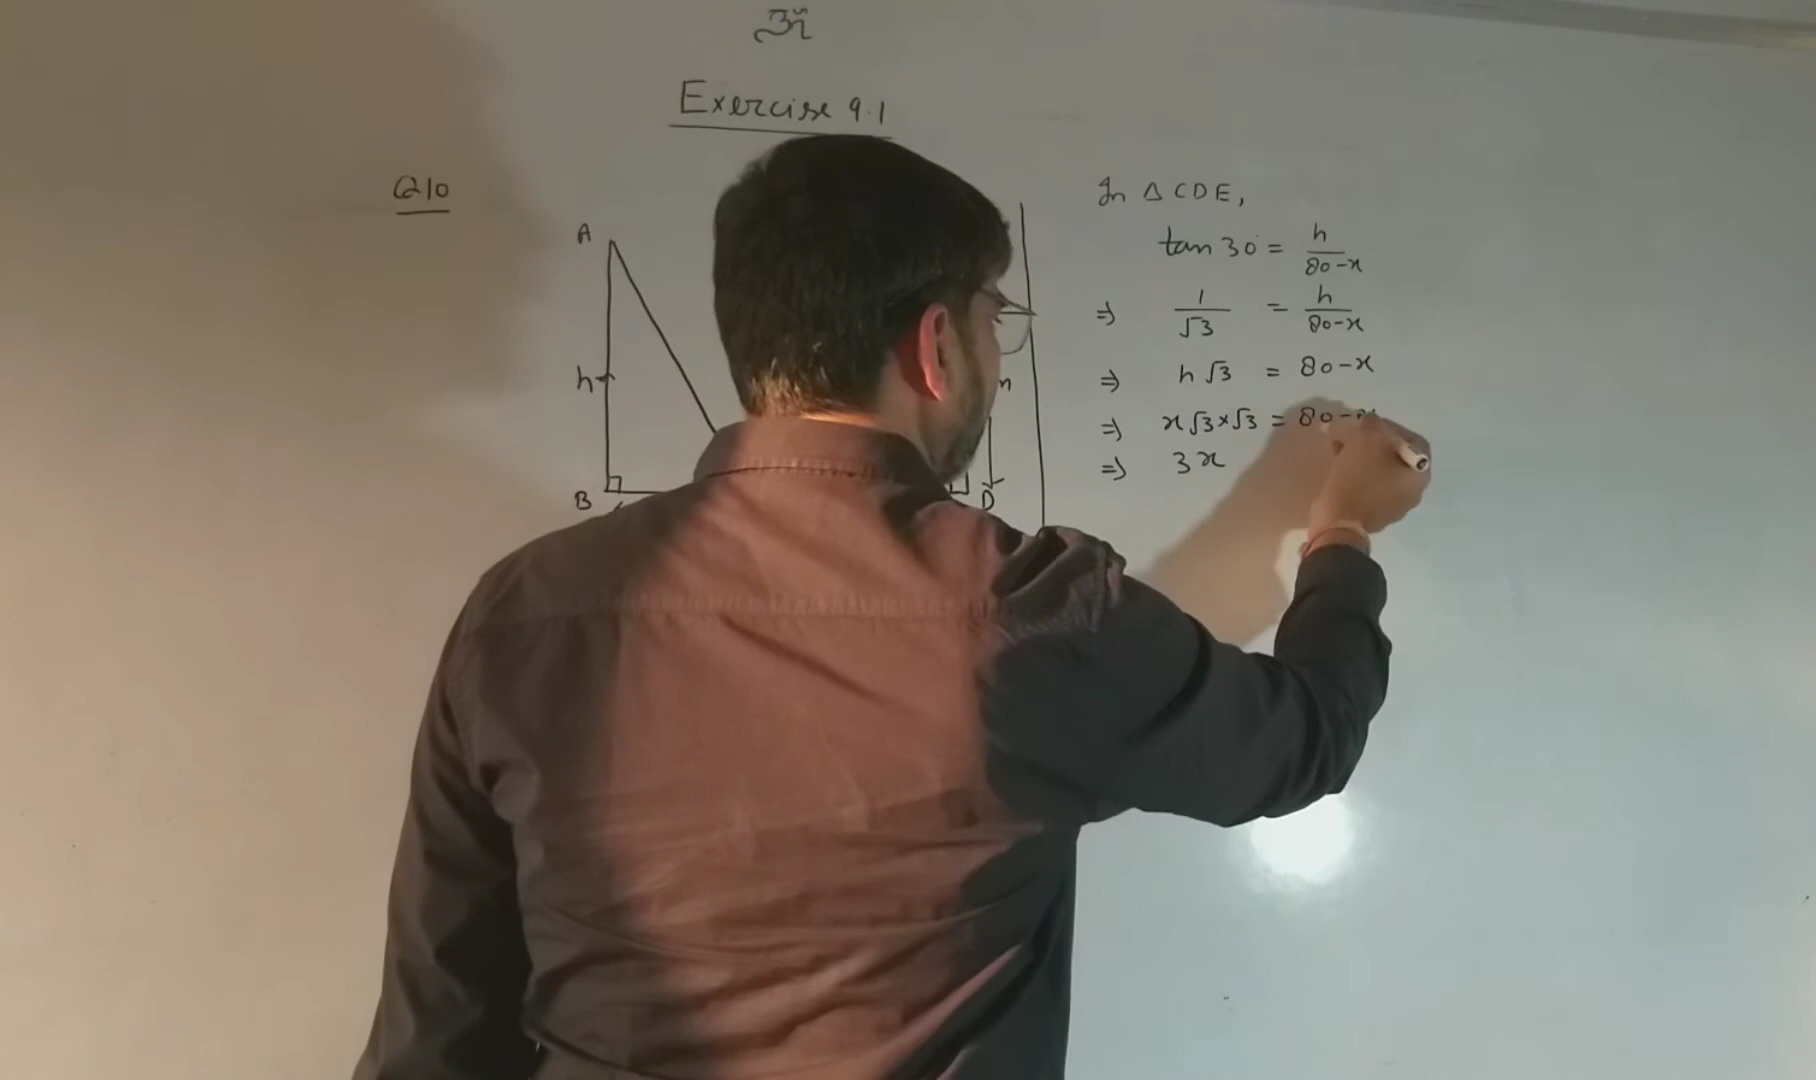 ॐ
Exercise 9.1
Q10
A
h
B
D
In △ CDE,
tan 30° = h/80-x
⇒ 1/√3 = h/80-x
⇒ h√3 = 80-x
⇒ x√3×√3 = 80-x
⇒ 3x